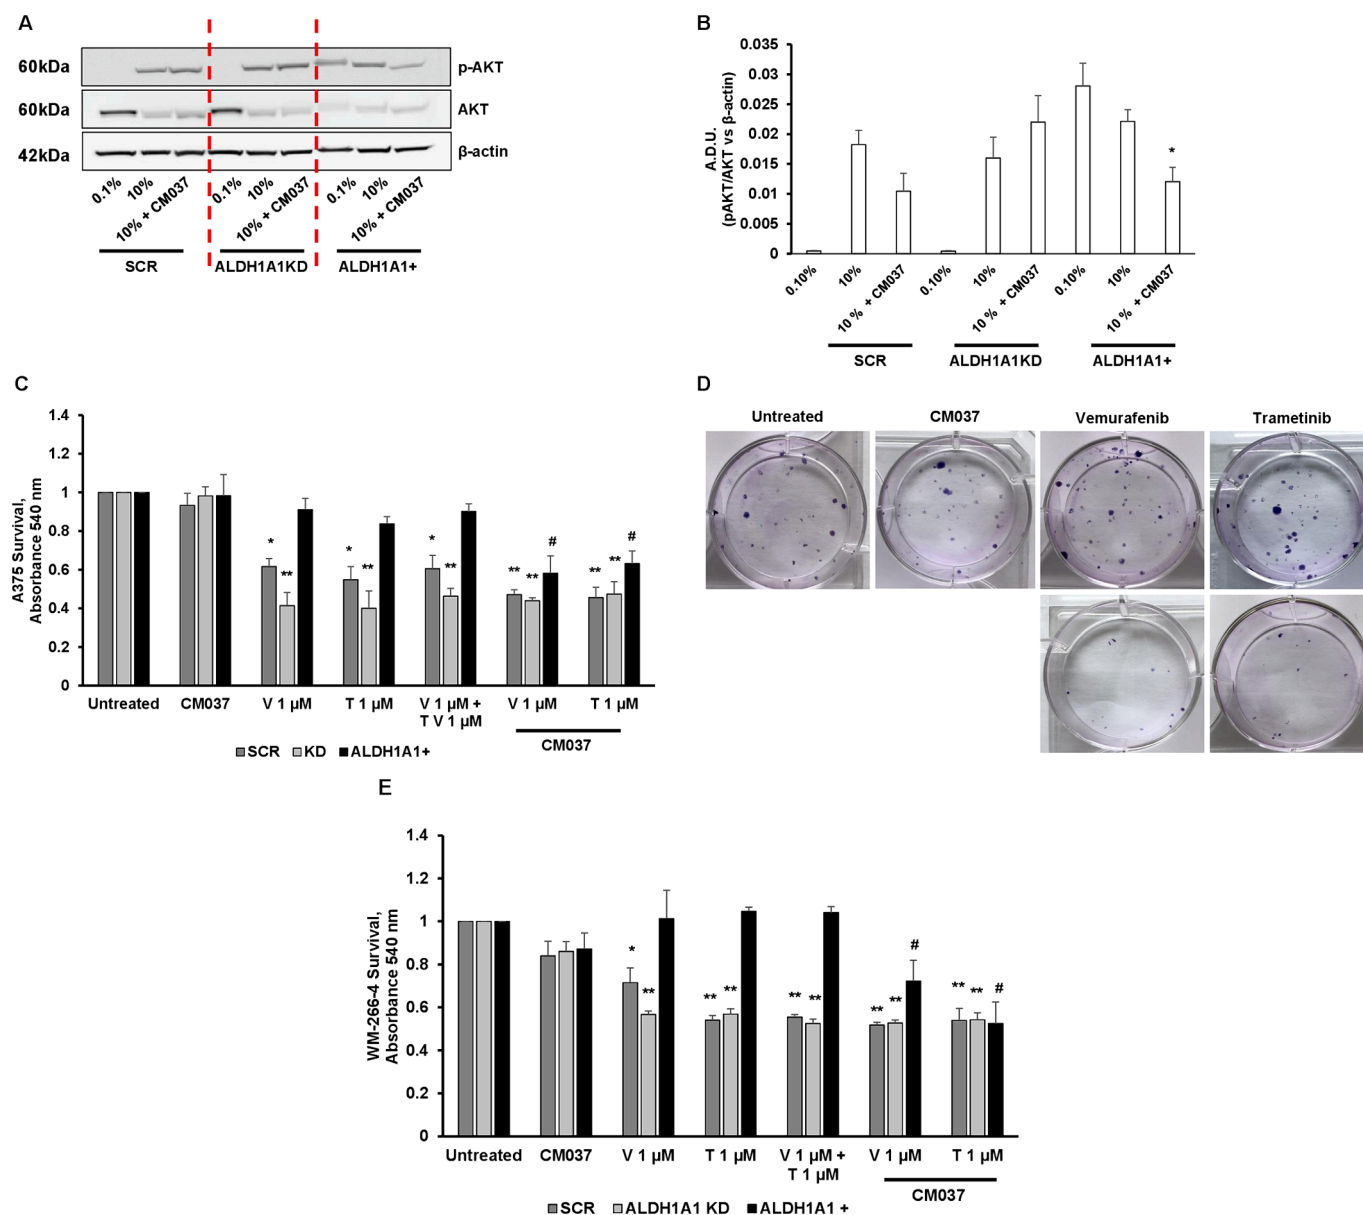 A
60kDa
p-AKT
60kDa
AKT
42kDa
β-actin
0.1%
10%
10% + CM037
0.1%
10%
10% + CM037
0.1%
10%
10% + CM037
SCR
ALDH1A1KD
ALDH1A1+
B
A.D.U.
(pAKT/AKT vs β-actin)
0.035
0.03
0.025
0.02
0.015
0.01
0.005
0
*
0.10%
10%
10 % + CM037
0.10%
10%
10 % + CM037
0.10%
10%
10 % + CM037
SCR
ALDH1A1KD
ALDH1A1+
C
A375 Survival,
Absorbance 540 nm
1.4
1.2
1
0.8
0.6
0.4
0.2
0
* ** * ** * ** ** ** # ** ** #
Untreated
CM037
V 1 µM
T 1 µM
V 1 µM +
T V 1 µM
V 1 µM
T 1 µM
CM037
SCR KD ALDH1A1+
D
Untreated
CM037
Vemurafenib
Trametinib
E
WM-266-4 Survival,
Absorbance 540 nm
1.4
1.2
1
0.8
0.6
0.4
0.2
0
* ** ** ** ** ** ** ** # ** ** #
Untreated
CM037
V 1 µM
T 1 µM
V 1 µM +
T 1 µM
V 1 µM
T 1 µM
CM037
SCR ALDH1A1 KD ALDH1A1 +